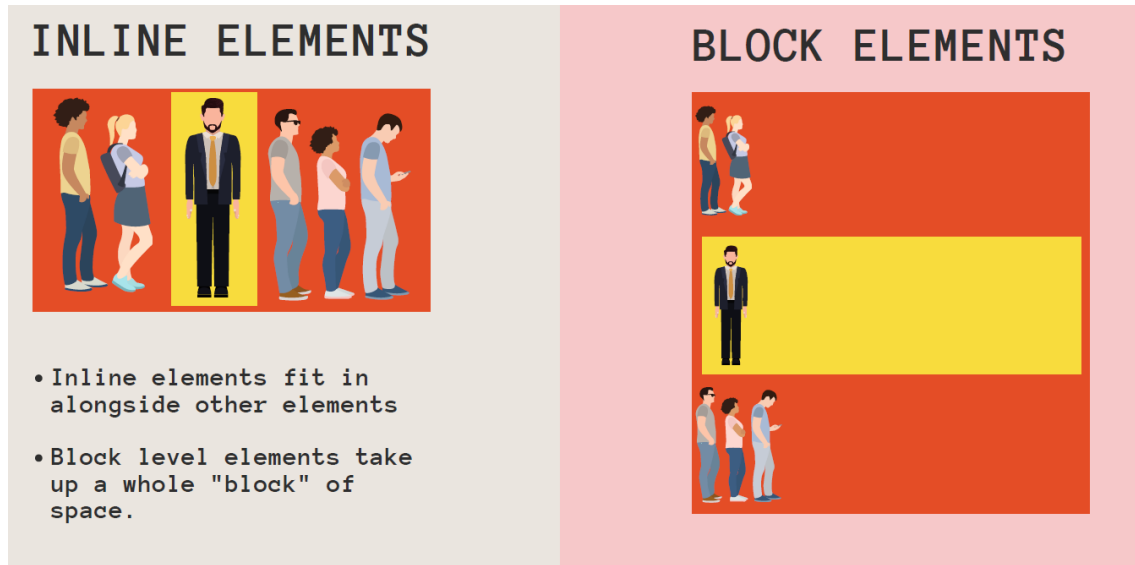 INLINE ELEMENTS
• Inline elements fit in
alongside other elements
• Block level elements take
up a whole "block" of
space.
BLOCK ELEMENTS